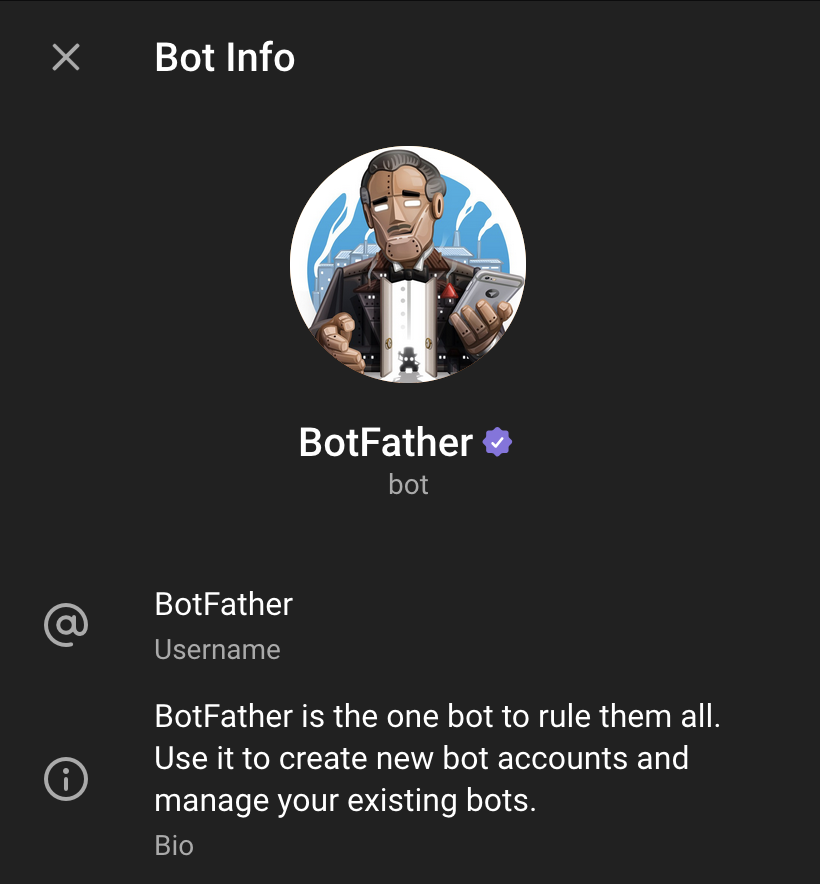 Bot Info
BotFather
bot
BotFather
Username
BotFather is the one bot to rule them all.
Use it to create new bot accounts and
manage your existing bots.
Bio